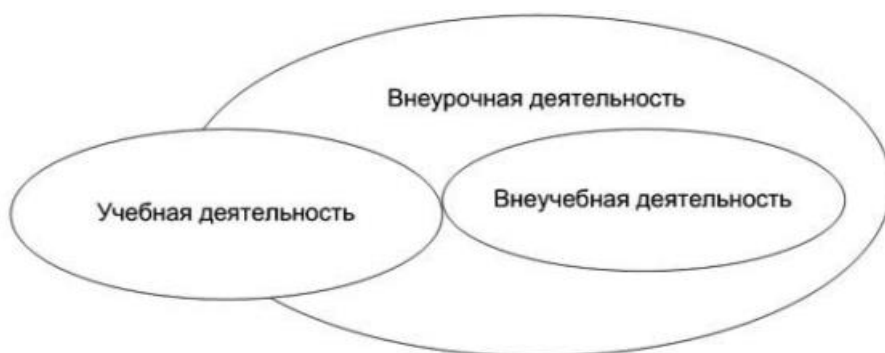 Внеурочная деятельность
Учебная деятельность
Внеучебная деятельность